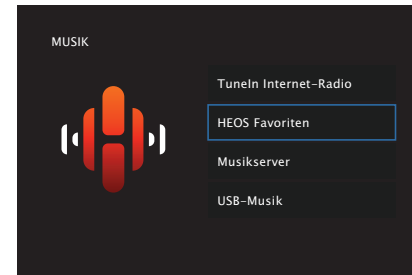 MUSIK
TuneIn Internet-Radio
HEOS Favoriten
Musikserver
USB-Musik